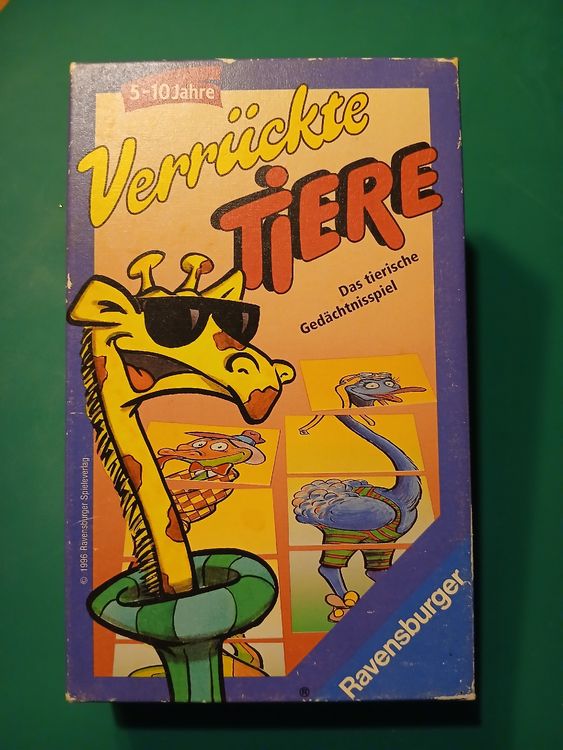 5-10 Jahre
Verrückte
TiERE
Das tierische
Gedächtnisspiel
© 1996 Ravensburger Spieleverlag
Ravensburger
®